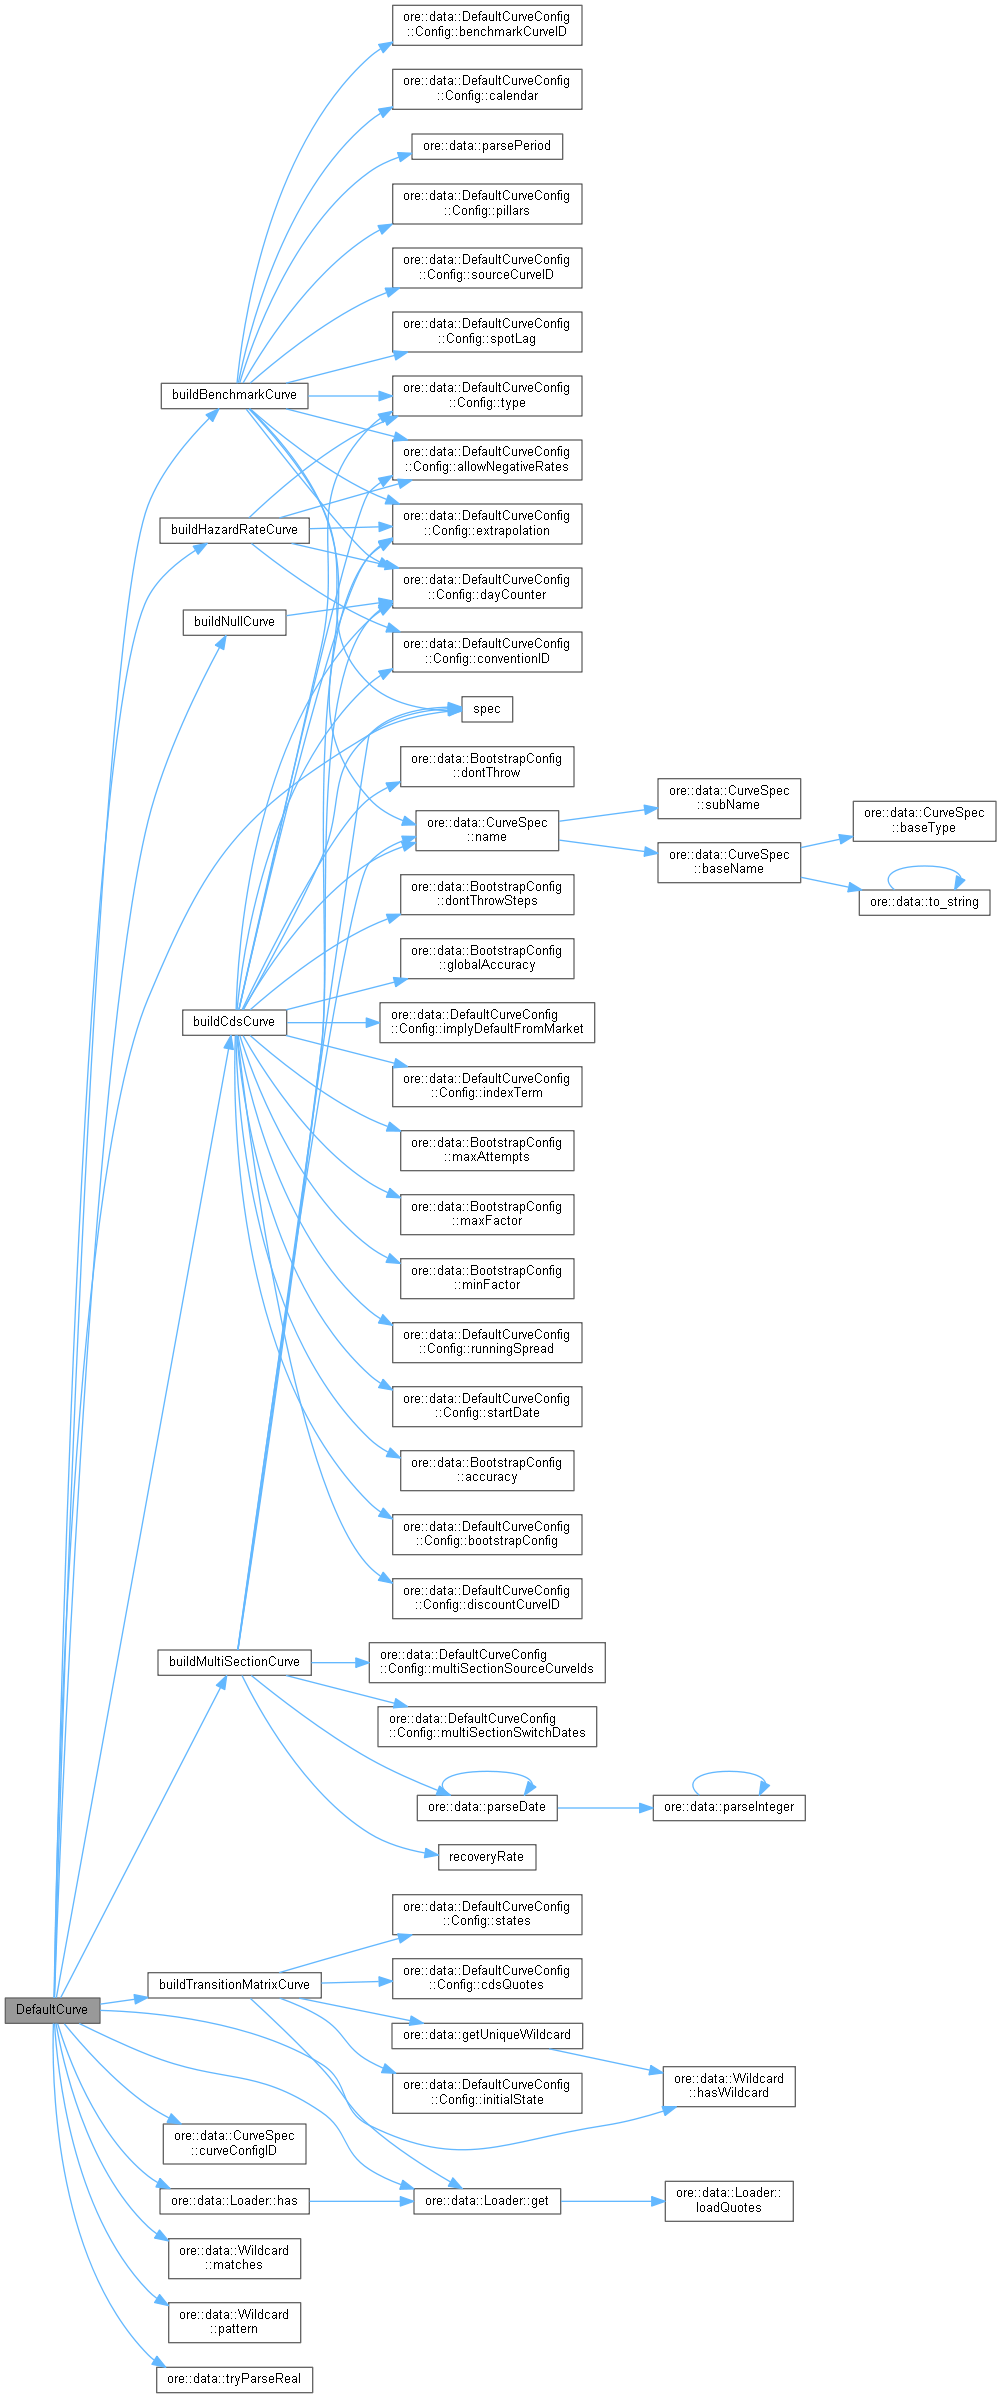 ore::data::DefaultCurveConfig
::Config::benchmarkCurveID
ore::data::DefaultCurveConfig
::Config::calendar
ore::data::parsePeriod
ore::data::DefaultCurveConfig
::Config::pillars
ore::data::DefaultCurveConfig
::Config::sourceCurveID
ore::data::DefaultCurveConfig
::Config::spotLag
buildBenchmarkCurve
ore::data::DefaultCurveConfig
::Config::type
ore::data::DefaultCurveConfig
::Config::allowNegativeRates
buildHazardRateCurve
ore::data::DefaultCurveConfig
::Config::extrapolation
ore::data::DefaultCurveConfig
::Config::dayCounter
buildNullCurve
ore::data::DefaultCurveConfig
::Config::conventionID
spec
ore::data::BootstrapConfig
::dontThrow
ore::data::CurveSpec
::subName
ore::data::CurveSpec
::name
ore::data::CurveSpec
::baseType
ore::data::CurveSpec
::baseName
ore::data::to_string
ore::data::BootstrapConfig
::dontThrowSteps
ore::data::BootstrapConfig
::globalAccuracy
buildCdsCurve
ore::data::DefaultCurveConfig
::Config::implyDefaultFromMarket
ore::data::DefaultCurveConfig
::Config::indexTerm
ore::data::BootstrapConfig
::maxAttempts
ore::data::BootstrapConfig
::maxFactor
ore::data::BootstrapConfig
::minFactor
ore::data::DefaultCurveConfig
::Config::runningSpread
ore::data::DefaultCurveConfig
::Config::startDate
ore::data::BootstrapConfig
::accuracy
ore::data::DefaultCurveConfig
::Config::bootstrapConfig
ore::data::DefaultCurveConfig
::Config::discountCurveID
buildMultiSectionCurve
ore::data::DefaultCurveConfig
::Config::multiSectionSourceCurveIds
ore::data::DefaultCurveConfig
::Config::multiSectionSwitchDates
ore::data::parseDate
ore::data::parseInteger
recoveryRate
ore::data::DefaultCurveConfig
::Config::states
buildTransitionMatrixCurve
ore::data::DefaultCurveConfig
::Config::cdsQuotes
DefaultCurve
ore::data::getUniqueWildcard
ore::data::Wildcard
::hasWildcard
ore::data::DefaultCurveConfig
::Config::initialState
ore::data::CurveSpec
::curveConfigID
ore::data::Loader::has
ore::data::Loader::get
ore::data::Loader::
loadQuotes
ore::data::Wildcard
::matches
ore::data::Wildcard
::pattern
ore::data::tryParseReal